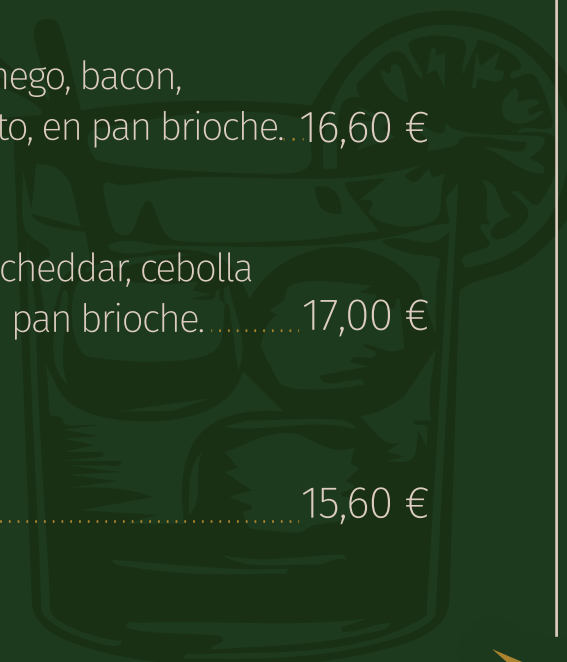 nego, bacon,
to, en pan brioche. 16,60 €
cheddar, cebolla
pan brioche. 17,00 €
15,60 €